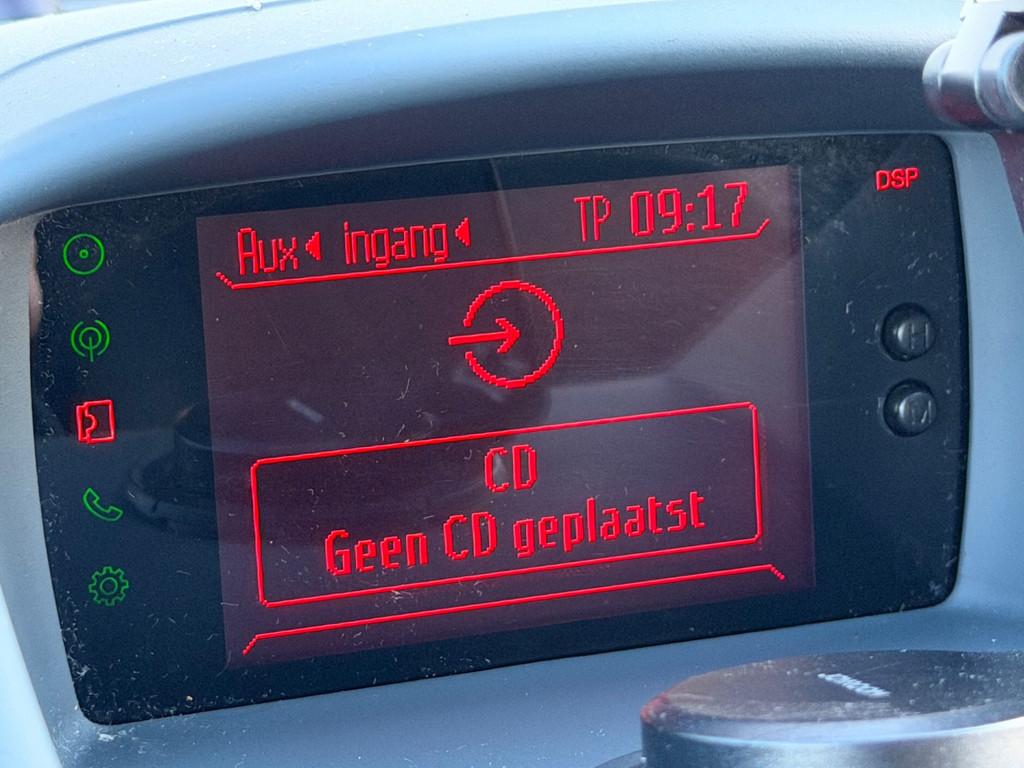 DSP
Aux ingang TP 09:17
H
M
CD
Geen CD geplaatst